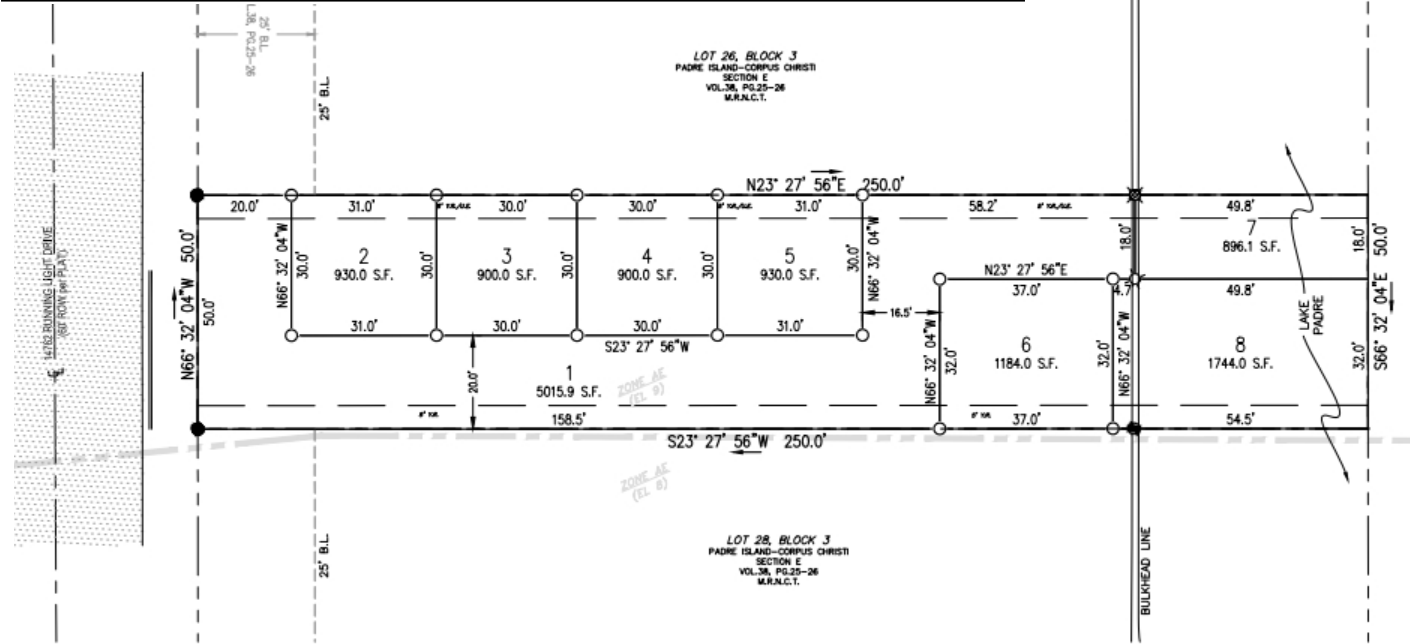 25' B.L.
L.38, PG.25-26
25' B.L.
LOT 26, BLOCK 3
PADRE ISLAND-CORPUS CHRISTI
SECTION E
VOL.38, PG.25-26
M.R.N.C.T.
N23° 27' 56"E 250.0'
20.0'
31.0'
30.0'
30.0'
31.0'
58.2'
49.8'
14762 RUNNING LIGHT DRIVE
(60' ROW per PLAT)
N66° 32' 04"W 50.0'
50.0'
N66° 32' 04"W
30.0'
2
930.0 S.F.
30.0'
3
900.0 S.F.
30.0'
4
900.0 S.F.
30.0'
5
930.0 S.F.
30.0'
N66° 32' 04"W
18.0'
7
896.1 S.F.
18.0'
S66° 32' 04"E 50.0'
N23° 27' 56"E
37.0'
4.7'
49.8'
16.5'
31.0'
30.0'
30.0'
31.0'
S23° 27' 56"W
N66° 32' 04"W
32.0'
6
1184.0 S.F.
32.0'
N66° 32' 04"W
8
1744.0 S.F.
LAKE
PADRE
32.0'
20.0'
1
5015.9 S.F.
ZONE AE
(EL 9)
158.5'
37.0'
54.5'
S23° 27' 56"W 250.0'
ZONE AE
(EL 8)
25' B.L.
LOT 28, BLOCK 3
PADRE ISLAND-CORPUS CHRISTI
SECTION E
VOL.38, PG.25-26
M.R.N.C.T.
BULKHEAD LINE